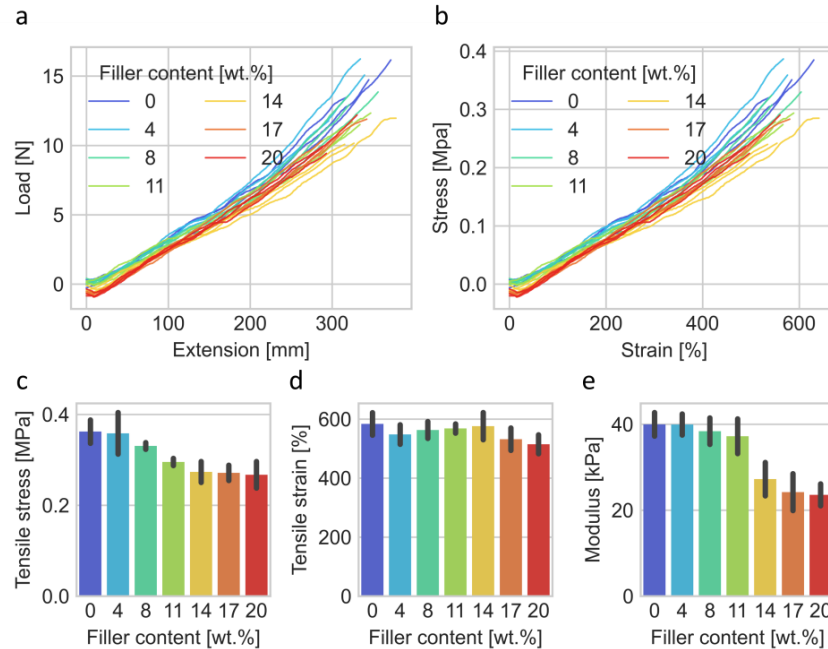 a
b
Load [N]
15
10
5
0
Filler content [wt.%]
0
14
4
17
8
20
11
0
100
200
300
Extension [mm]
Stress [Mpa]
0.4
0.3
0.2
0.1
0.0
Filler content [wt.%]
0
14
4
17
8
20
11
0
200
400
600
Strain [%]
c
d
e
Tensile stress [MPa]
0.4
0.2
0.0
0 4 8 11 14 17 20
Filler content [wt.%]
Tensile strain [%]
600
400
200
0
0 4 8 11 14 17 20
Filler content [wt.%]
Modulus [kPa]
40
20
0
0 4 8 11 14 17 20
Filler content [wt.%]